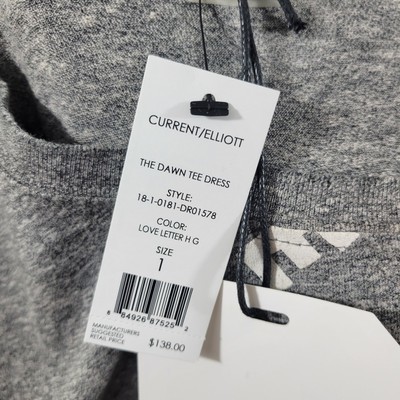 CURRENT/ELLIOTT
THE DAWN TEE DRESS
STYLE:
18-1-0181-DR01578
COLOR:
LOVE LETTER H G
SIZE
1
8 84926 87525 2
MANUFACTURERS
SUGGESTED
RETAIL PRICE
$138.00